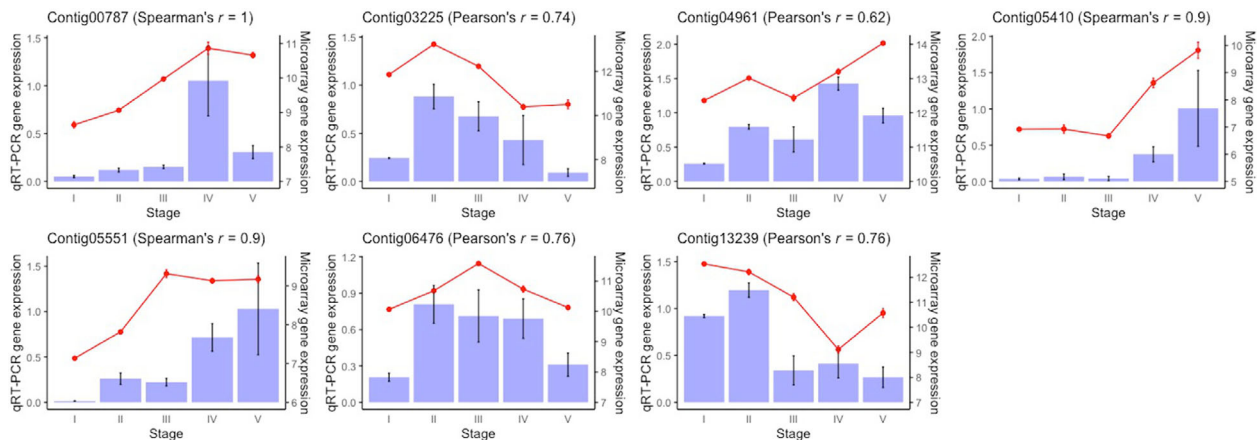 Contig00787 (Spearman's r = 1)
qRT-PCR gene expression
1.5
1.0
0.5
0.0
11
10
9
8
7
Microarray gene expression
I II III IV V
Stage
Contig03225 (Pearson's r = 0.74)
qRT-PCR gene expression
1.5
1.0
0.5
0.0
12
10
8
Microarray gene expression
I II III IV V
Stage
Contig04961 (Pearson's r = 0.62)
qRT-PCR gene expression
2.0
1.5
1.0
0.5
0.0
14
13
12
11
10
Microarray gene expression
I II III IV V
Stage
Contig05410 (Spearman's r = 0.9)
qRT-PCR gene expression
2.0
1.5
1.0
0.5
0.0
10
9
8
7
6
5
Microarray gene expression
I II III IV V
Stage
Contig05551 (Spearman's r = 0.9)
qRT-PCR gene expression
1.5
1.0
0.5
0.0
9
8
7
6
Microarray gene expression
I II III IV V
Stage
Contig06476 (Pearson's r = 0.76)
qRT-PCR gene expression
1.2
0.9
0.6
0.3
0.0
11
10
9
8
7
Microarray gene expression
I II III IV V
Stage
Contig13239 (Pearson's r = 0.76)
qRT-PCR gene expression
1.5
1.0
0.5
0.0
12
11
10
9
8
7
Microarray gene expression
I II III IV V
Stage